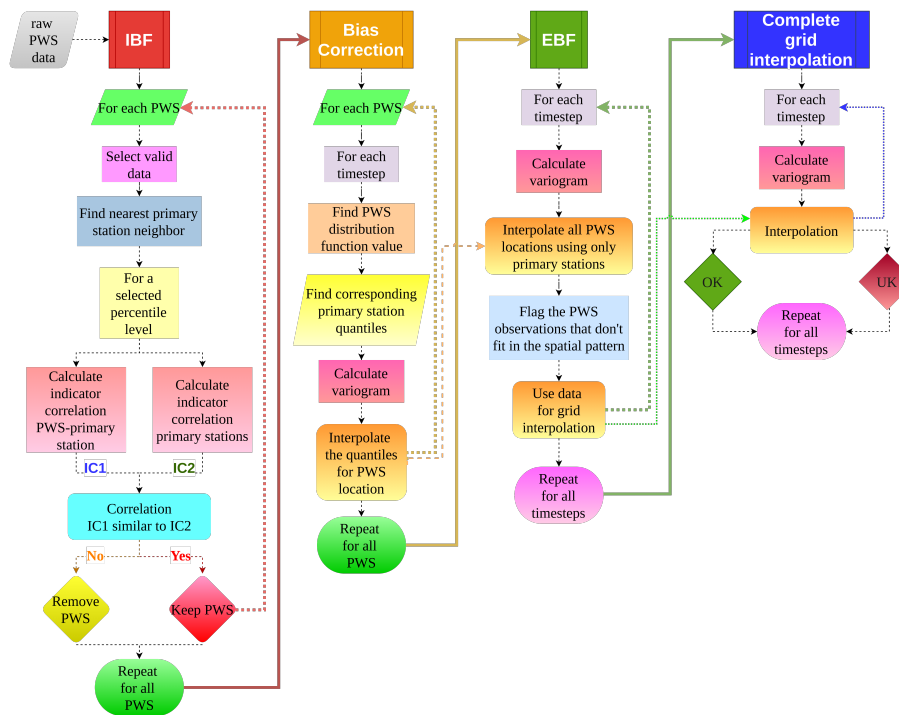 raw
PWS
data
IBF
For each PWS
Select valid
data
Find nearest primary
station neighbor
For a
selected
percentile
level
Calculate
indicator
correlation
PWS-primary
station
Calculate
indicator
correlation
primary stations
IC1
IC2
Correlation
IC1 similar to IC2
No
Yes
Remove
PWS
Keep PWS
Repeat
for all
PWS
Bias
Correction
For each PWS
For each
timestep
Find PWS
distribution
function value
Find corresponding
primary station
quantiles
Calculate
variogram
Interpolate
the quantiles
for PWS
location
Repeat
for all
PWS
EBF
For each
timestep
Calculate
variogram
Interpolate all PWS
locations using only
primary stations
Flag the PWS
observations that don't
fit in the spatial pattern
Use data
for grid
interpolation
Repeat
for all
timesteps
Complete
grid
interpolation
For each
timestep
Calculate
variogram
Interpolation
OK
UK
Repeat
for all
timesteps